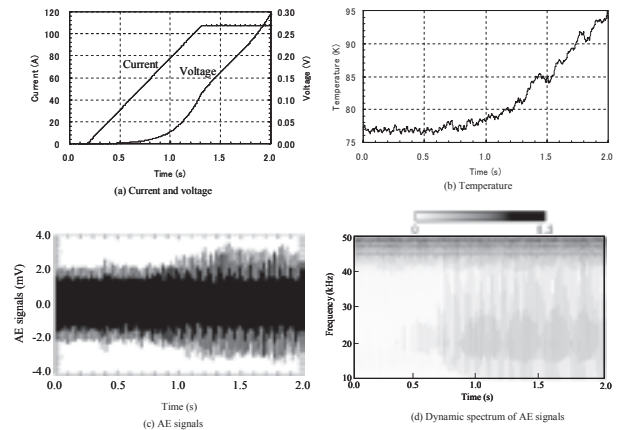 120
100
80
60
40
20
0
Current (A)
0.30
0.25
0.20
0.15
0.10
0.05
0.00
Voltage (V)
Current
Voltage
0.0 0.5 1.0 1.5 2.0
Time (s)
(a) Current and voltage
95
90
85
80
75
Temperature (K)
0.0 0.5 1.0 1.5 2.0
Time (s)
(b) Temperature
4.0
2.0
0.0
-2.0
-4.0
AE signals (mV)
0.0 0.5 1.0 1.5 2.0
Time (s)
(c) AE signals
0
50
40
30
20
10
Frequency (kHz)
0.0 0.5 1.0 1.5 2.0
Time (s)
(d) Dynamic spectrum of AE signals